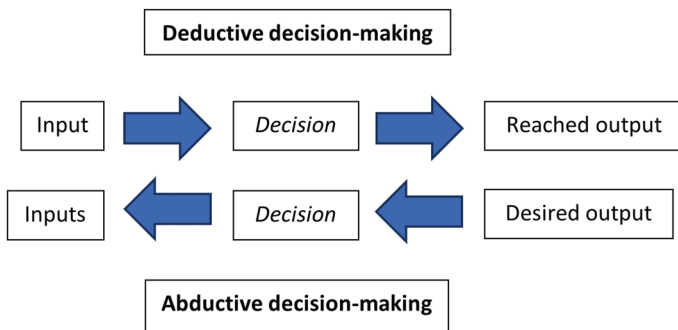 Deductive decision-making
Input
Decision
Reached output
Inputs
Decision
Desired output
Abductive decision-making